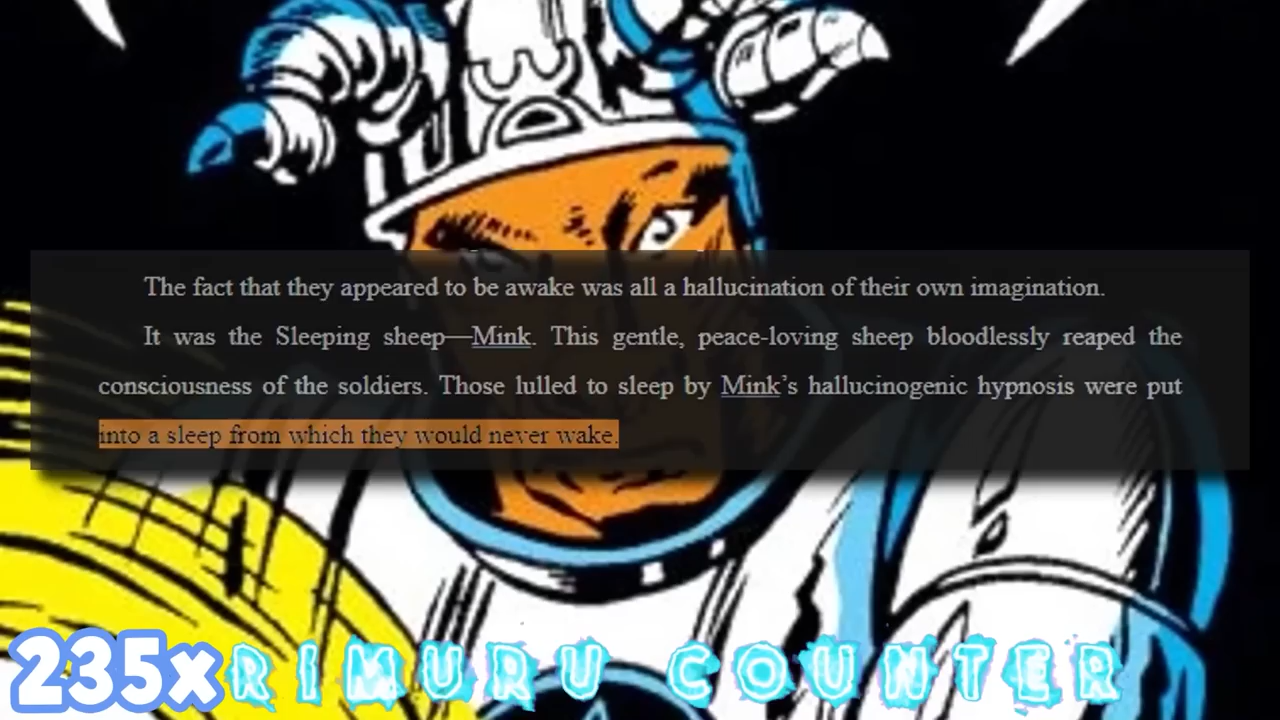 The fact that they appeared to be awake was all a hallucination of their own imagination.
It was the Sleeping sheep—Mink. This gentle, peace-loving sheep bloodlessly reaped the
consciousness of the soldiers. Those lulled to sleep by Mink’s hallucinogenic hypnosis were put
into a sleep from which they would never wake.
235x RIMURU COUNTER